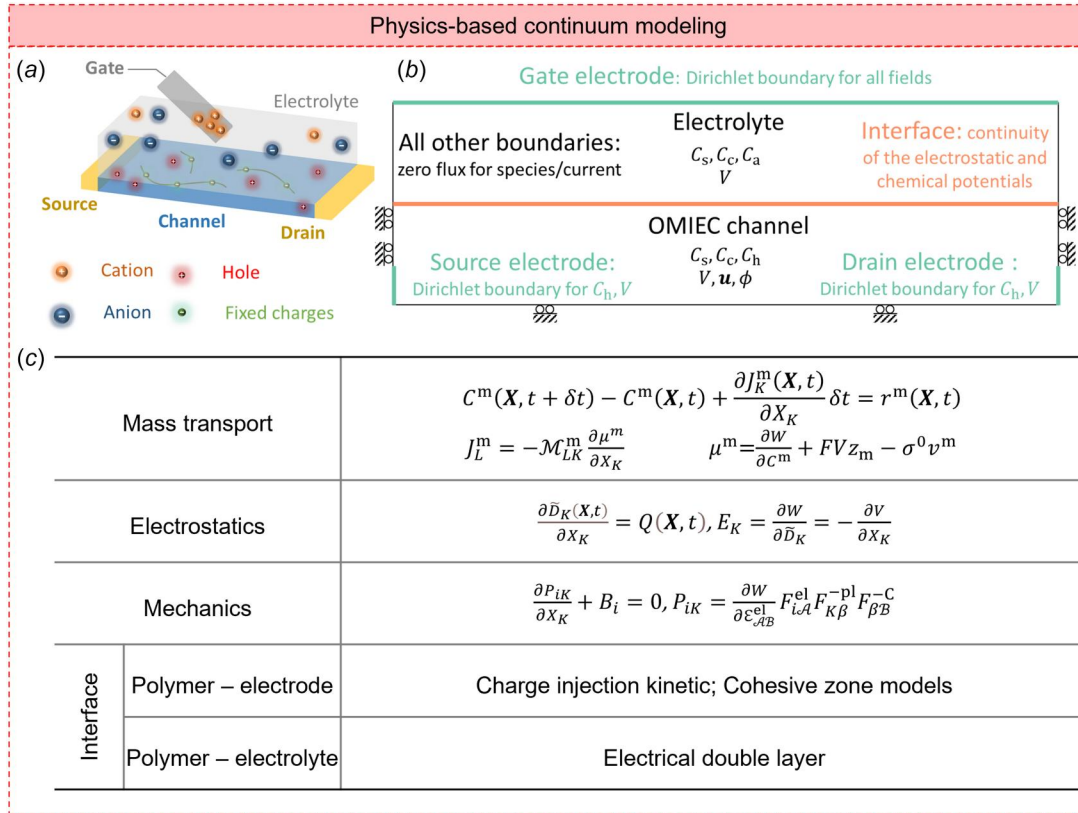 Physics-based continuum modeling
(a)
Gate
Electrolyte
Source
Channel
Drain
Cation
Hole
Anion
Fixed charges
(b)
Gate electrode: Dirichlet boundary for all fields
All other boundaries:
zero flux for species/current
Electrolyte
C_s, C_c, C_a
V
Interface: continuity
of the electrostatic and
chemical potentials
OMIEC channel
C_s, C_c, C_h
V, u, ϕ
Source electrode:
Dirichlet boundary for C_h, V
Drain electrode :
Dirichlet boundary for C_h, V
(c)
Mass transport
C^m(X, t + δt) − C^m(X, t) + ∂J_K^m(X, t)/∂X_K δt = r^m(X, t)
J_L^m = −ℳ_LK^m ∂μ^m/∂X_K    μ^m = ∂W/∂C^m + FVz_m − σ^0 v^m
Electrostatics
∂D̃_K(X,t)/∂X_K = Q(X, t), E_K = ∂W/∂D̃_K = − ∂V/∂X_K
Mechanics
∂P_iK/∂X_K + B_i = 0, P_iK = ∂W/∂ℰ_𝒜ℬ^el F_i𝒜^el F_Kβ^−pl F_βℬ^−C
Interface
Polymer – electrode
Charge injection kinetic; Cohesive zone models
Polymer – electrolyte
Electrical double layer